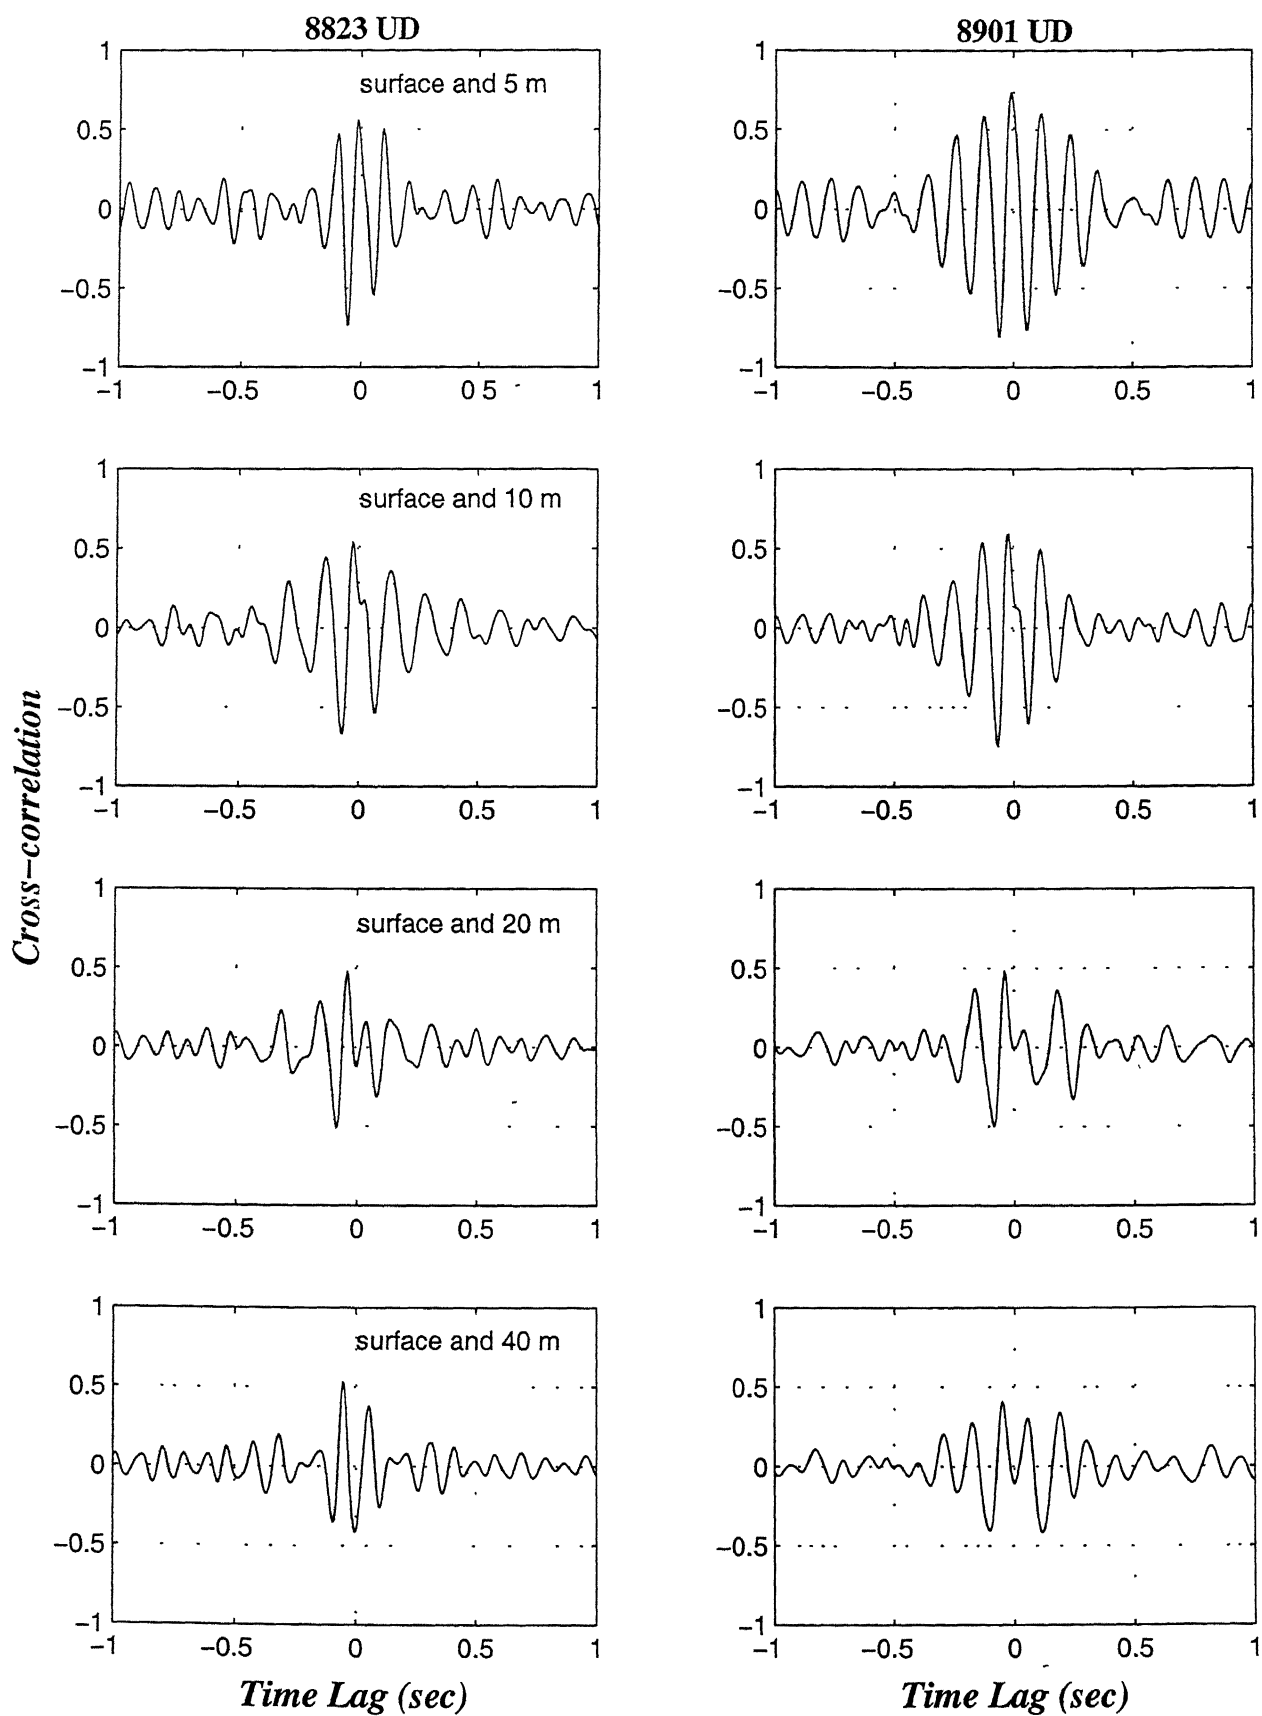 8823 UD
8901 UD
surface and 5 m
1
0.5
0
−0.5
−1
−1 −0.5 0 0 5 1
1
0.5
0
−0.5
−1
−1 −0.5 0 0.5 1
surface and 10 m
1
0.5
0
−0.5
−1
−1 −0.5 0 0.5 1
1
0.5
0
−0.5
−1
−1 −0.5 0 0.5 1
Cross−correlation
surface and 20 m
1
0.5
0
−0.5
−1
−1 −0.5 0 0.5 1
1
0.5
0
−0.5
−1
−1 −0.5 0 0.5 1
surface and 40 m
1
0.5
0
−0.5
−1
−1 −0.5 0 0.5 1
1
0.5
0
−0.5
−1
−1 −0.5 0 0.5 1
Time Lag (sec)
Time Lag (sec)